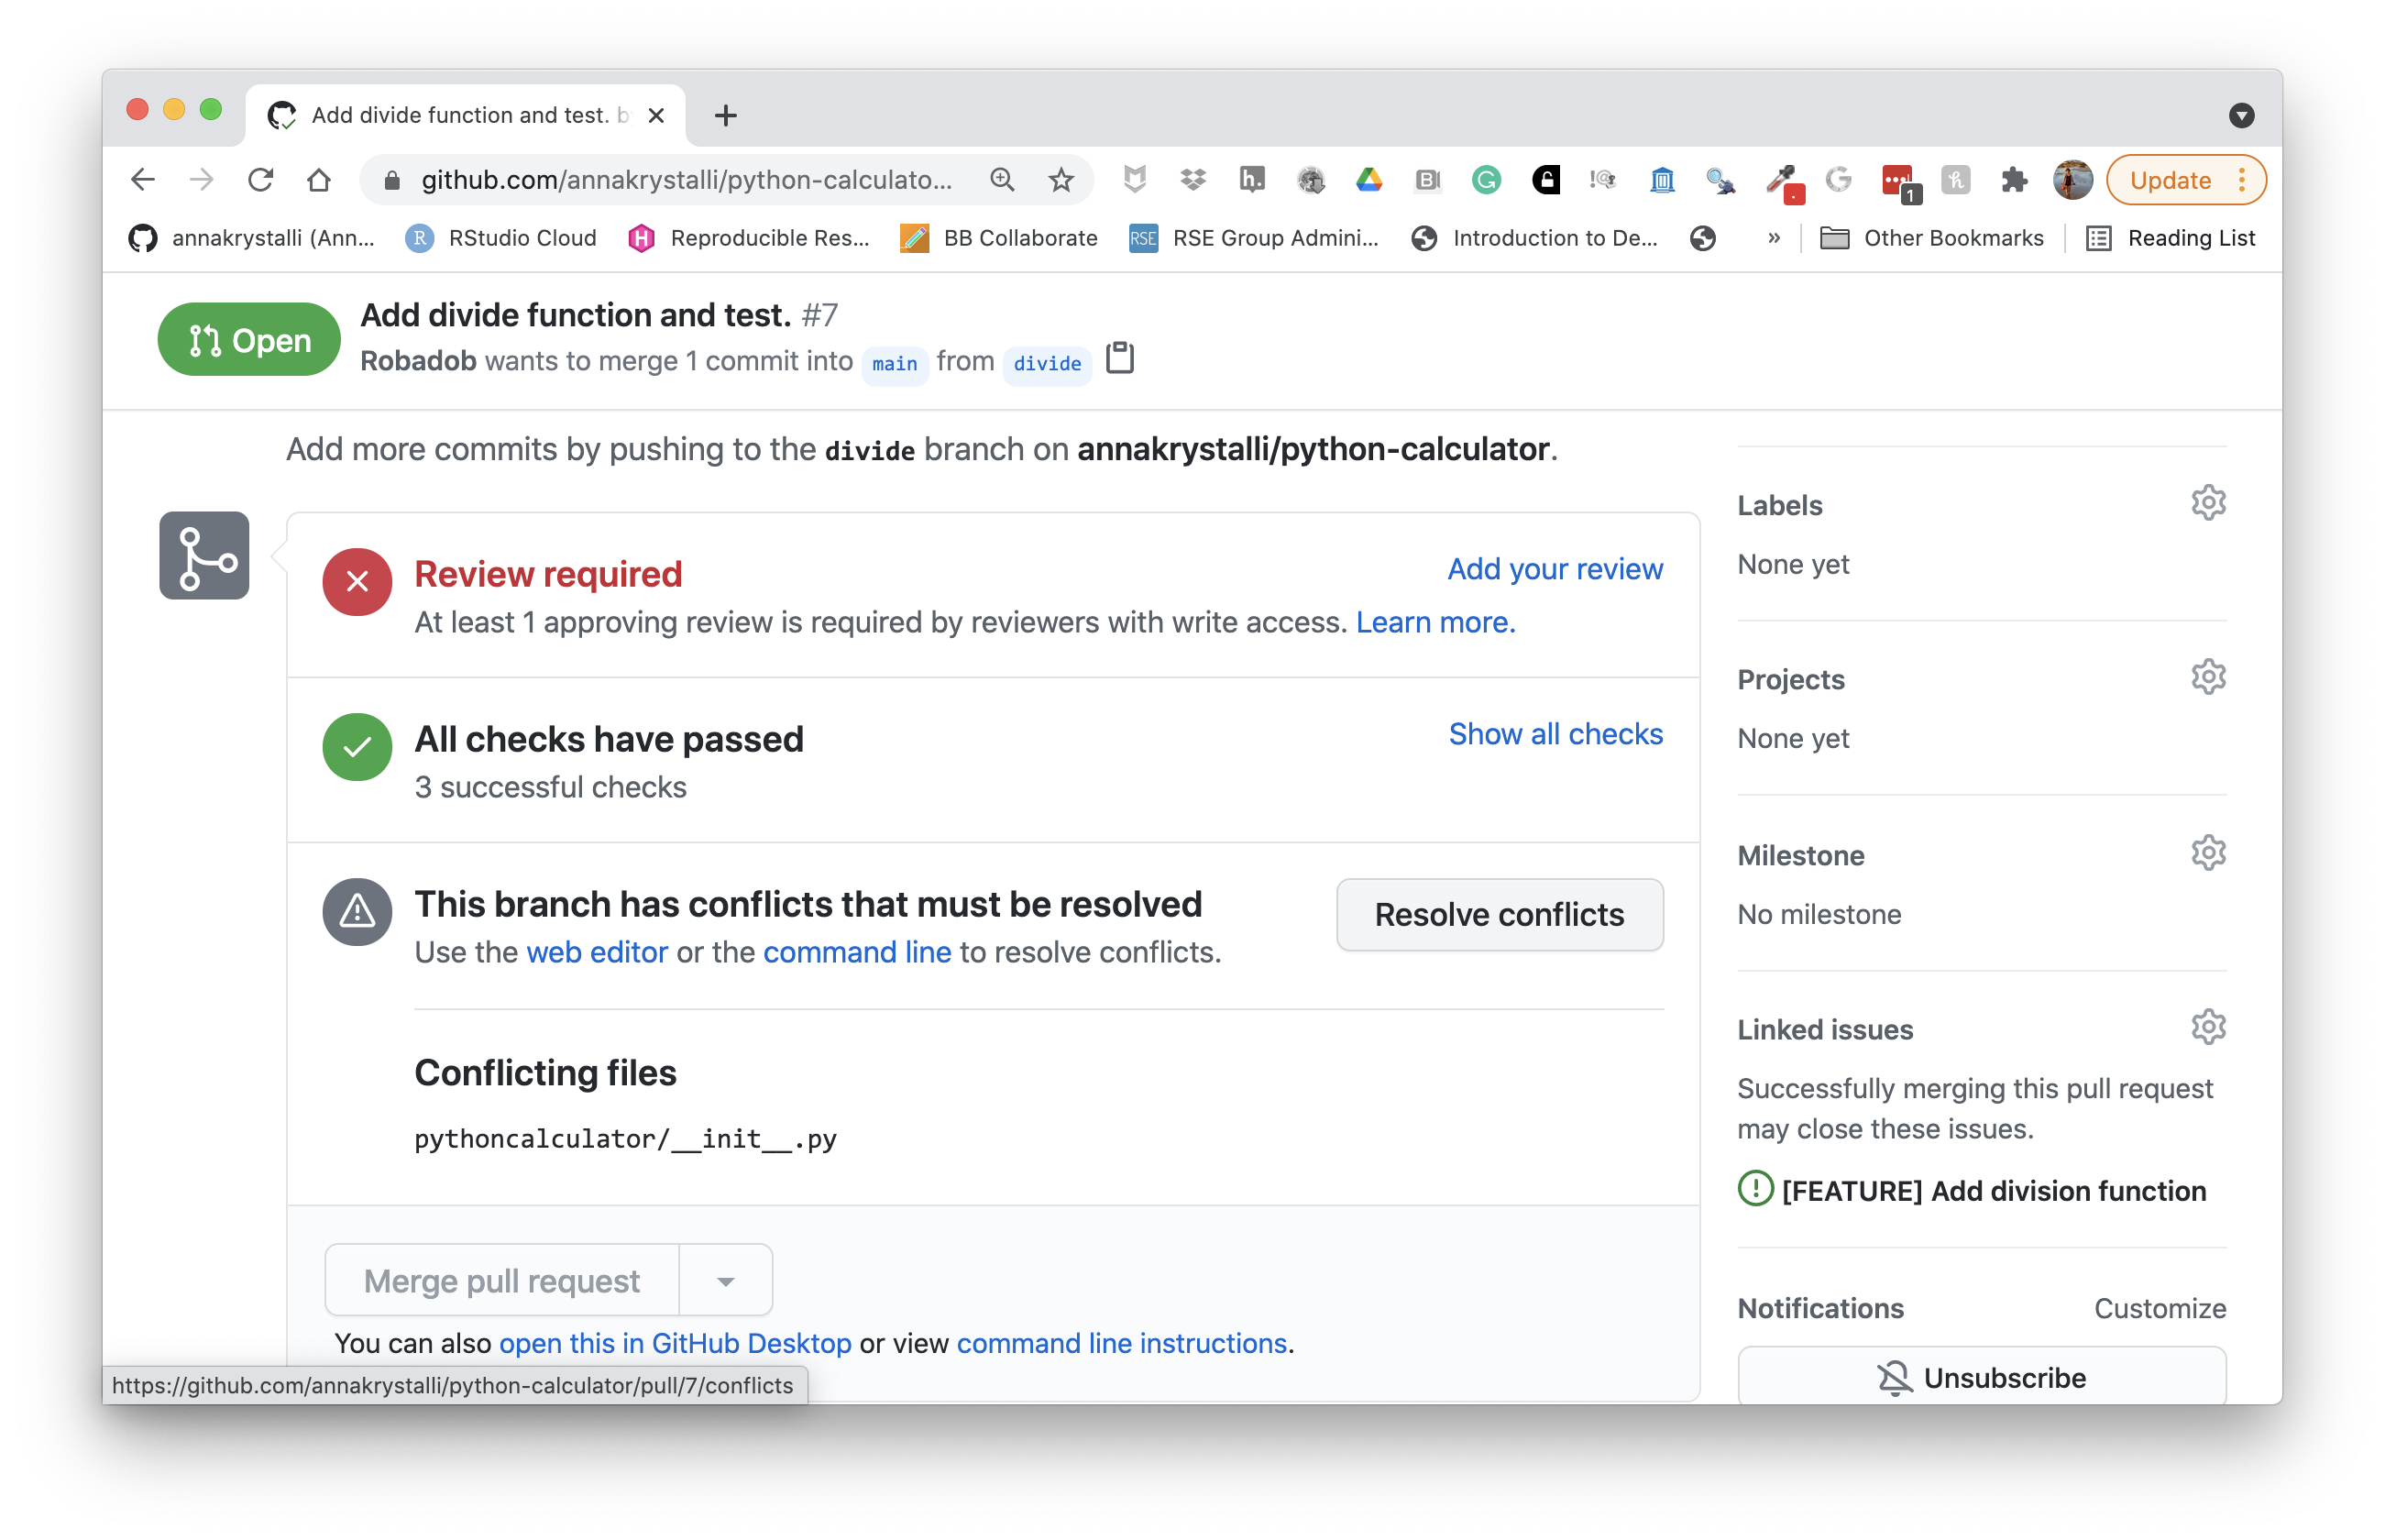 Add divide function and test. b
github.com/annakrystalli/python-calculato...
1
Update
annakrystalli (Ann...
R RStudio Cloud
H Reproducible Res...
BB Collaborate
RSE RSE Group Admini...
Introduction to De...
»
Other Bookmarks
Reading List
Open
Add divide function and test. #7
Robadob wants to merge 1 commit into main from divide
Add more commits by pushing to the divide branch on annakrystalli/python-calculator.
Review required
Add your review
At least 1 approving review is required by reviewers with write access. Learn more.
All checks have passed
Show all checks
3 successful checks
This branch has conflicts that must be resolved
Resolve conflicts
Use the web editor or the command line to resolve conflicts.
Conflicting files
pythoncalculator/__init__.py
Merge pull request
You can also open this in GitHub Desktop or view command line instructions.
https://github.com/annakrystalli/python-calculator/pull/7/conflicts
Labels
None yet
Projects
None yet
Milestone
No milestone
Linked issues
Successfully merging this pull request
may close these issues.
[FEATURE] Add division function
Notifications
Customize
Unsubscribe